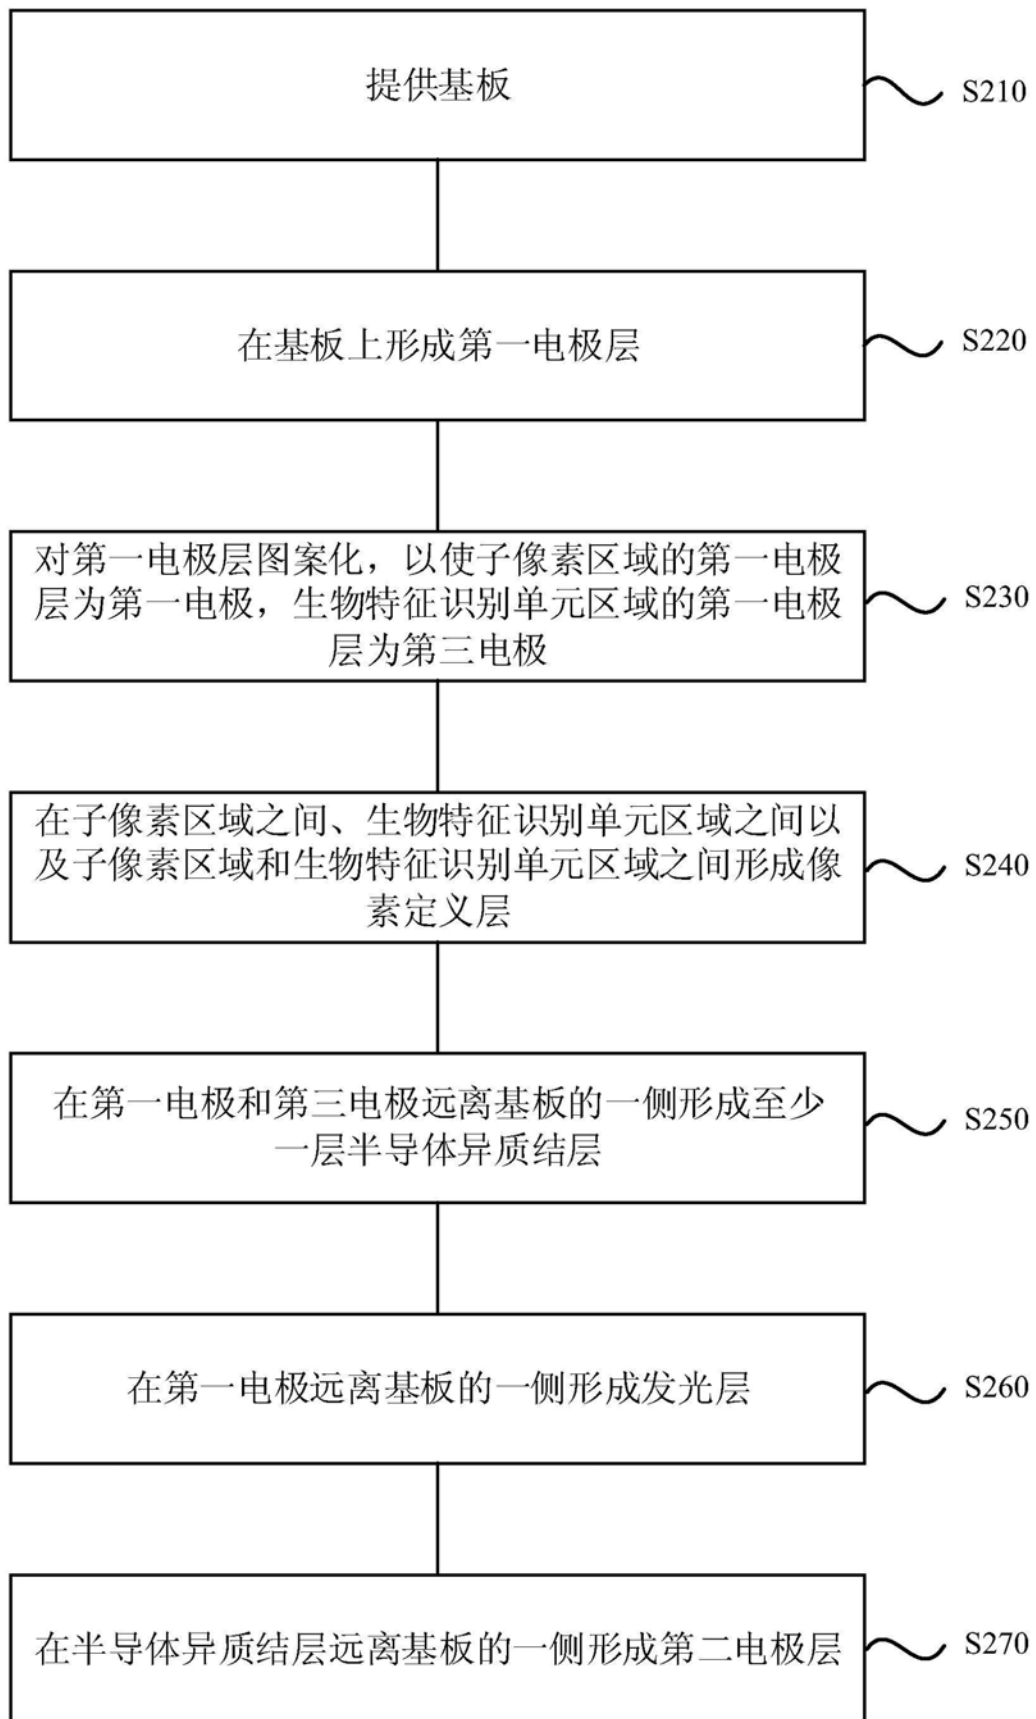 提供基板
S210
在基板上形成第一电极层
S220
对第一电极层图案化，以使子像素区域的第一电极
层为第一电极，生物特征识别单元区域的第一电极
层为第三电极
S230
在子像素区域之间、生物特征识别单元区域之间以
及子像素区域和生物特征识别单元区域之间形成像
素定义层
S240
在第一电极和第三电极远离基板的一侧形成至少
一层半导体异质结层
S250
在第一电极远离基板的一侧形成发光层
S260
在半导体异质结层远离基板的一侧形成第二电极层
S270